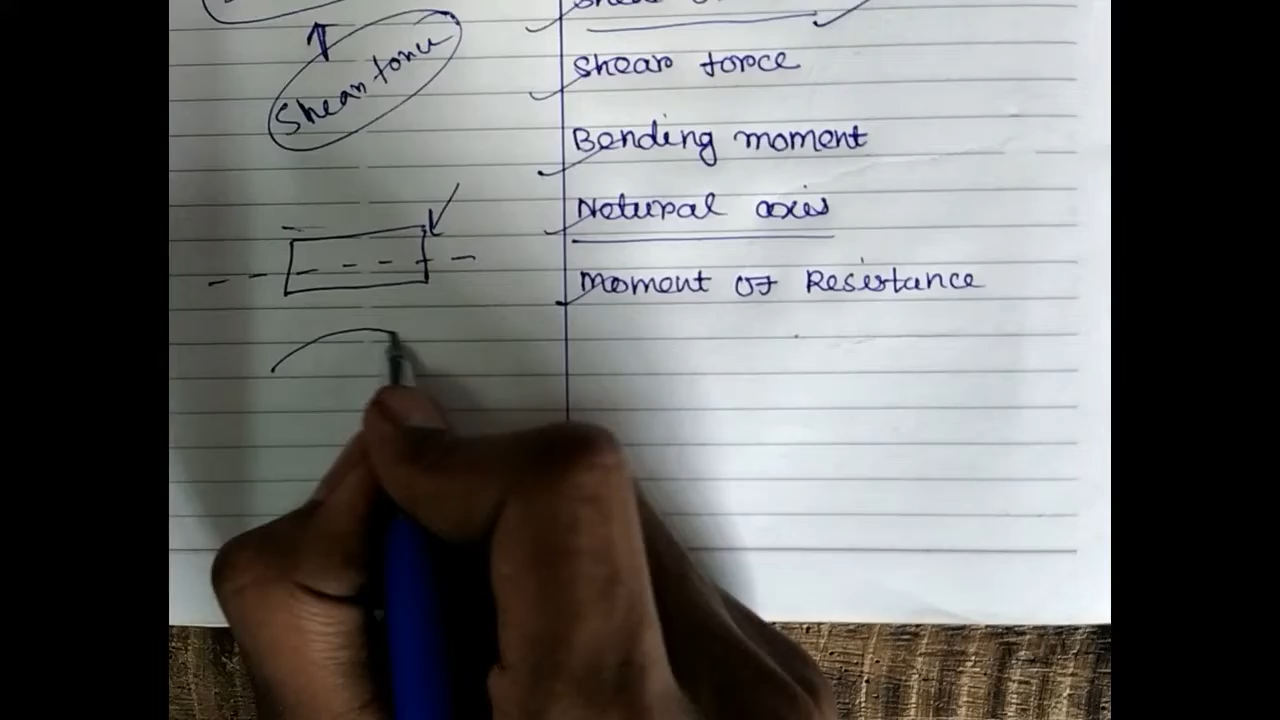 Shear force
Shear force
Bending moment
Netural axis
Moment of Resistance